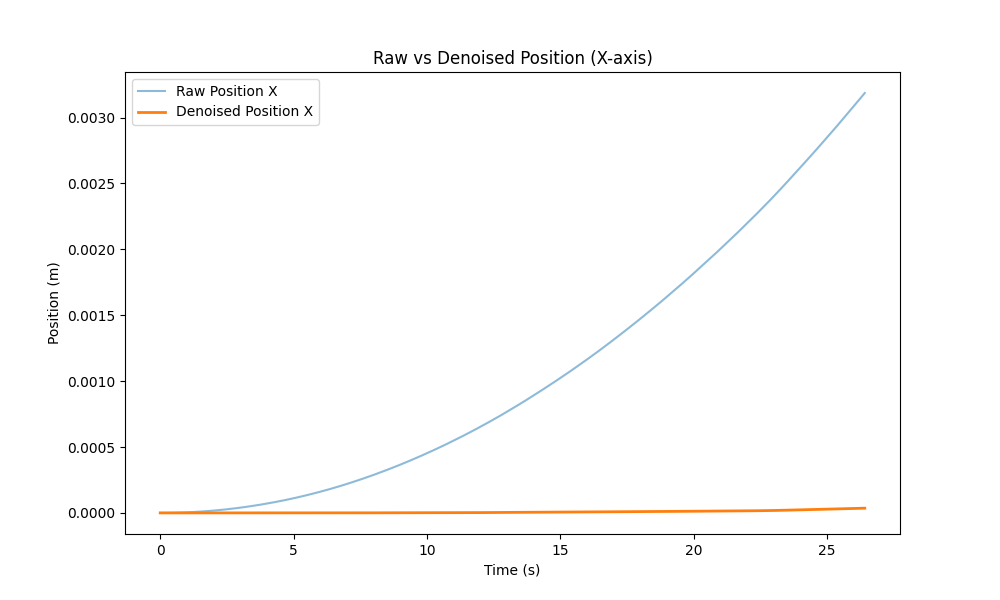 Raw vs Denoised Position (X-axis)
Raw Position X
Denoised Position X
Position (m)
0.0030
0.0025
0.0020
0.0015
0.0010
0.0005
0.0000
0 5 10 15 20 25
Time (s)